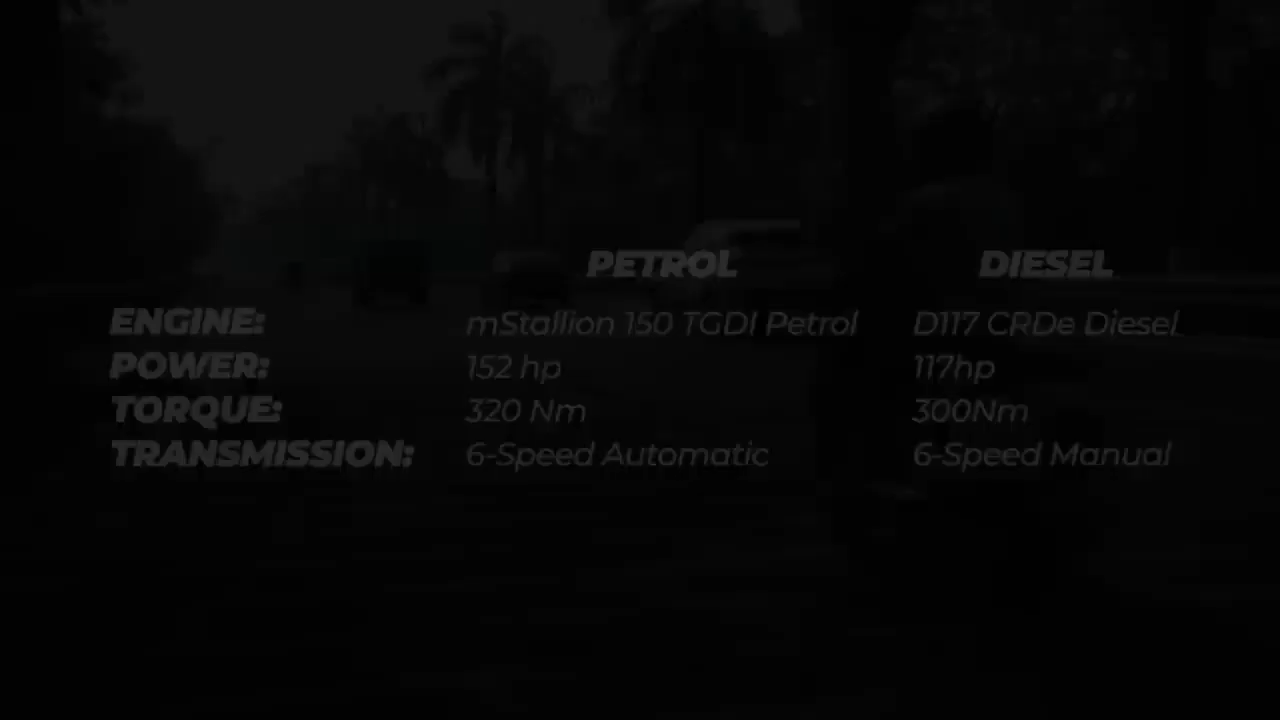 PETROL DIESEL
ENGINE: mStallion 150 TGDI Petrol D117 CRDe Diesel
POWER: 152 hp 117hp
TORQUE: 320 Nm 300Nm
TRANSMISSION: 6-Speed Automatic 6-Speed Manual